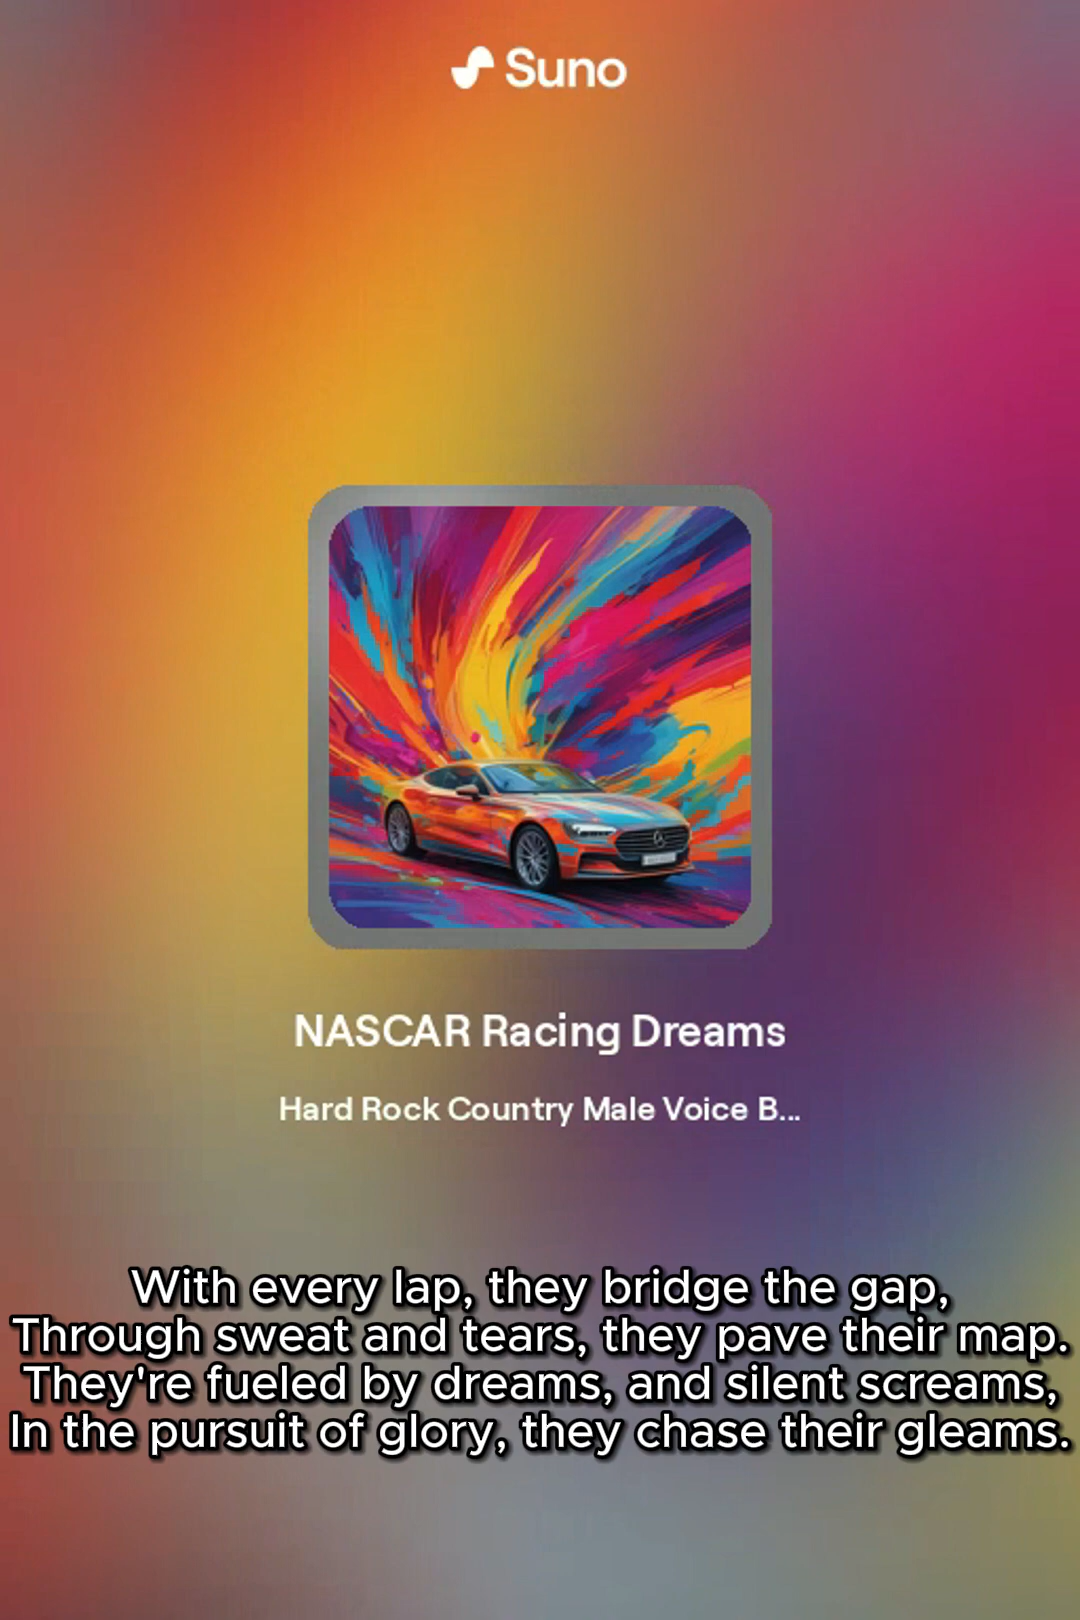 Suno
NASCAR Racing Dreams
Hard Rock Country Male Voice B...
With every lap, they bridge the gap,
Through sweat and tears, they pave their map.
They're fueled by dreams, and silent screams,
In the pursuit of glory, they chase their gleams.